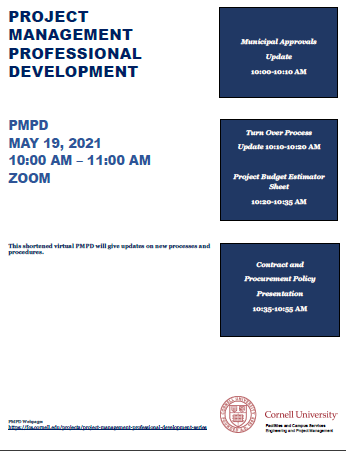 PROJECT
MANAGEMENT
PROFESSIONAL
DEVELOPMENT
PMPD
MAY 19, 2021
10:00 AM – 11:00 AM
ZOOM
This shortened virtual PMPD will give updates on new processes and
procedures.
Municipal Approvals
Update
10:00-10:10 AM
Turn Over Process
Update 10:10-10:20 AM
Project Budget Estimator
Sheet
10:20-10:35 AM
Contract and
Procurement Policy
Presentation
10:35-10:55 AM
PMPD Webpage:
https://fcs.cornell.edu/projects/project-management-professional-development-series
Cornell University
Facilities and Campus Services
Engineering and Project Management